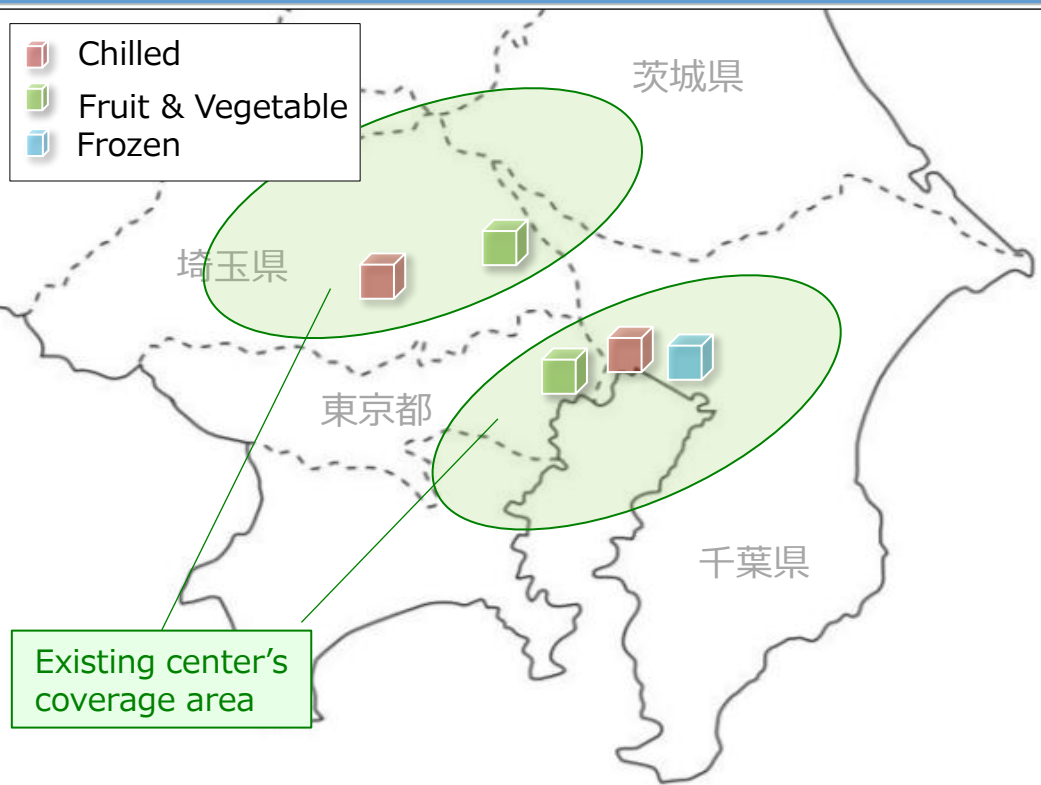 Chilled
Fruit & Vegetable
Frozen
茨城県
埼玉県
東京都
千葉県
Existing center’s
coverage area